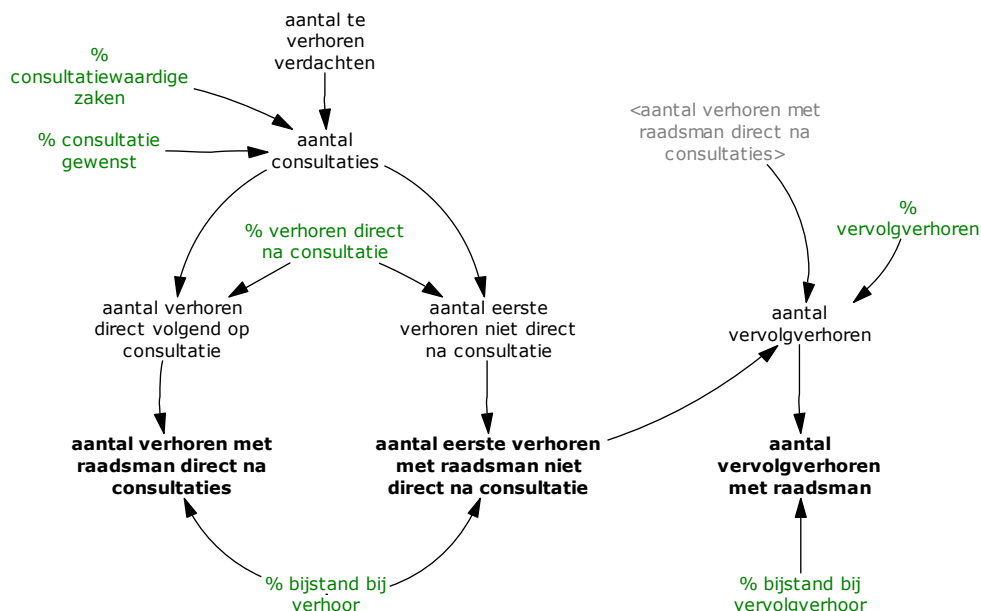 aantal te
verhoren
verdachten
%
consultatiewaardige
zaken
% consultatie
gewenst
aantal
consultaties
<aantal verhoren met
raadsman direct na
consultaties>
%
vervolgverhoren
% verhoren direct
na consultatie
aantal verhoren
direct volgend op
consultatie
aantal eerste
verhoren niet direct
na consultatie
aantal
vervolgverhoren
aantal verhoren met
raadsman direct na
consultaties
aantal eerste verhoren
met raadsman niet
direct na consultatie
aantal
vervolgverhoren
met raadsman
% bijstand bij
verhoor
% bijstand bij
vervolgverhoor